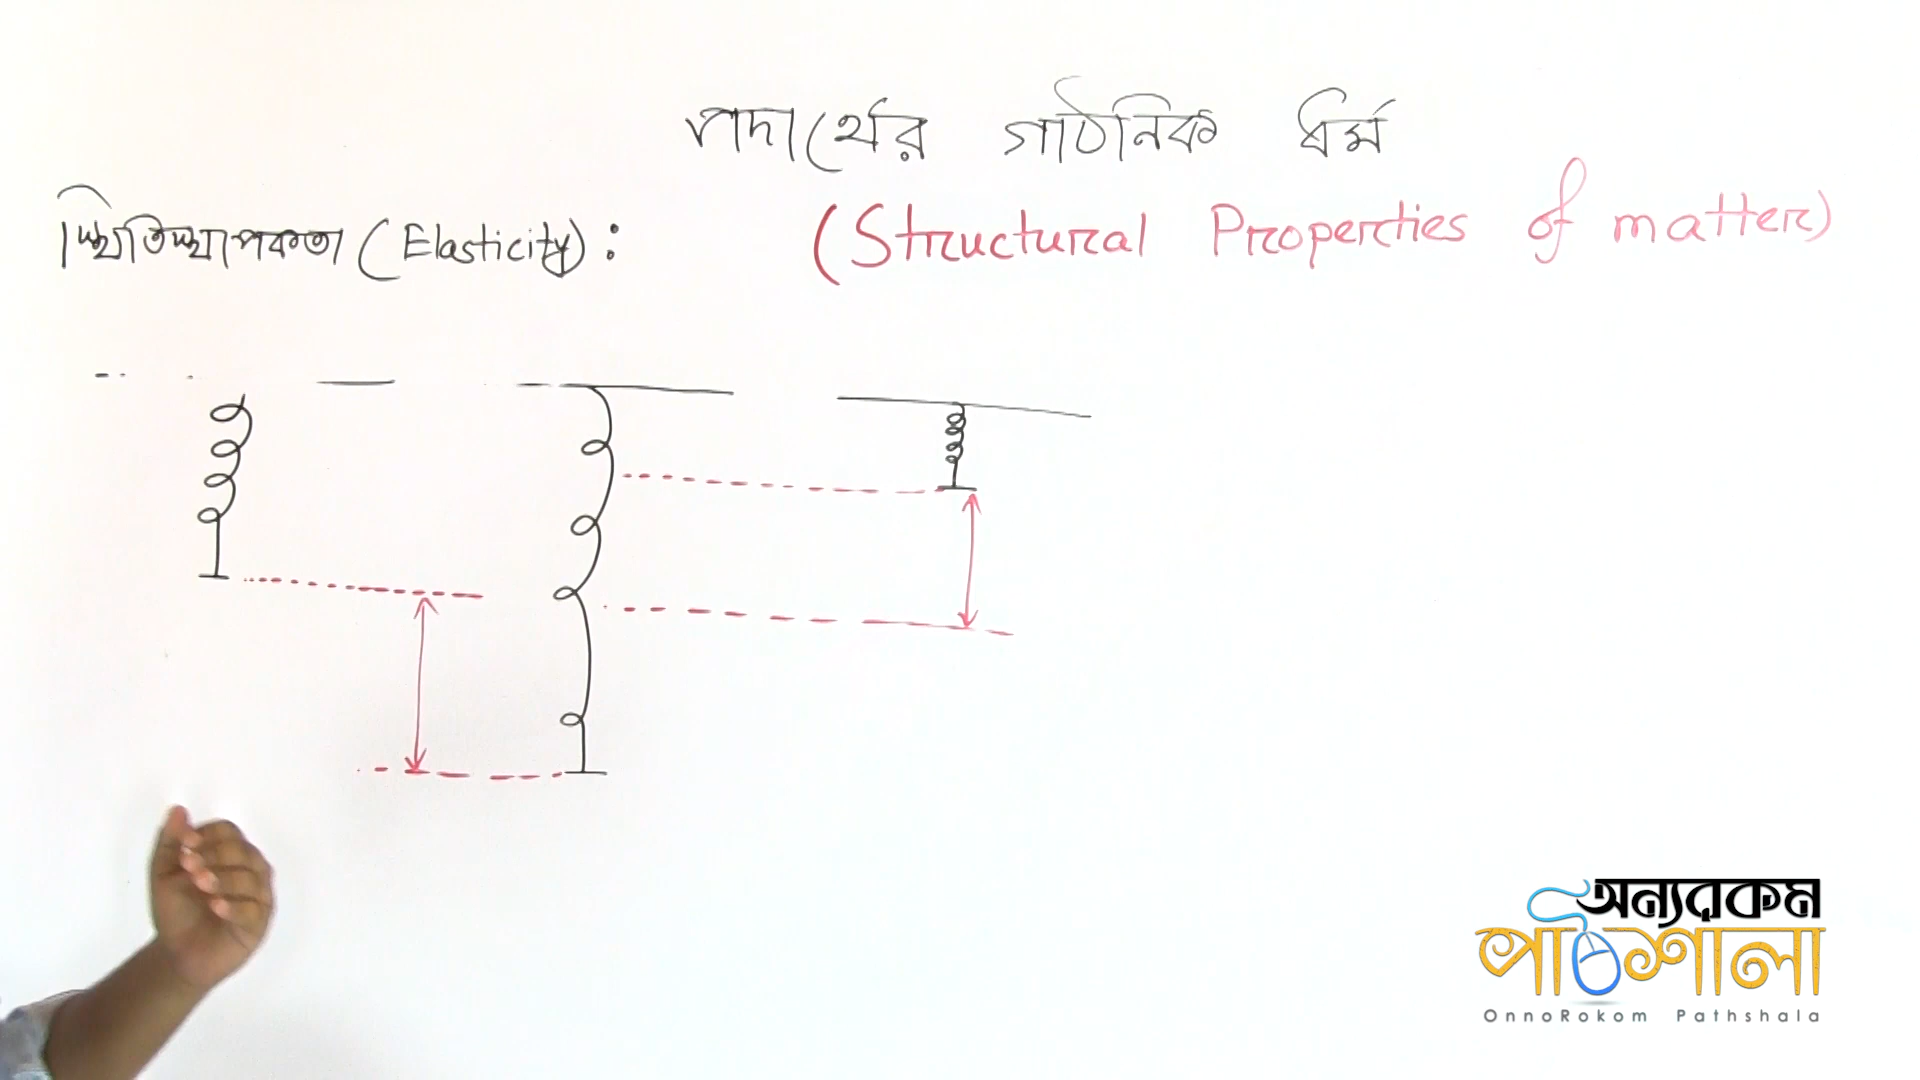 পদার্থের গাঠনিক ধর্ম
(Structural Properties of matter)
স্থিতিস্থাপকতা (Elasticity) :
অন্যরকম
পাঠশালা
OnnoRokom Pathshala